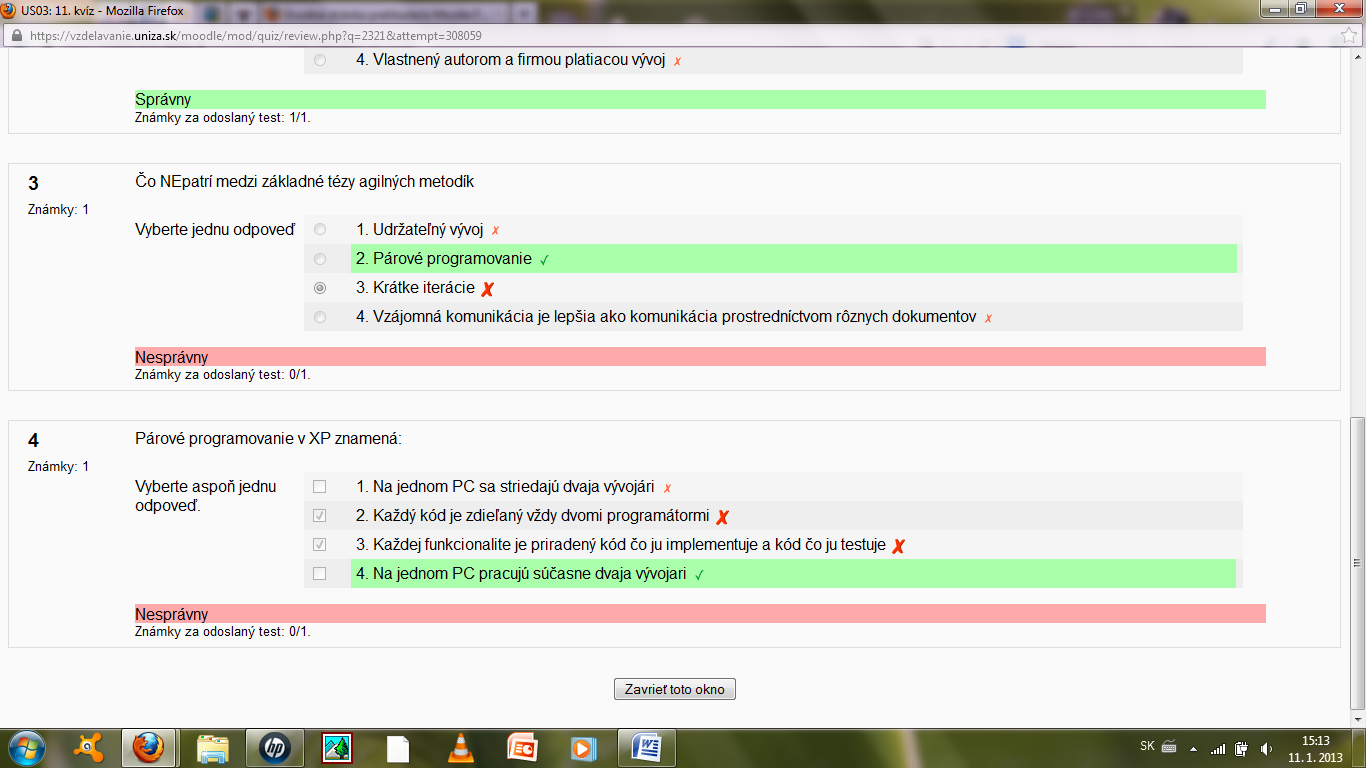 US03: 11. kvíz - Mozilla Firefox
https://vzdelavanie.uniza.sk/moodle/mod/quiz/review.php?q=2321&attempt=308059
4. Vlastnený autorom a firmou platiacou vývoj ✗
Správny
Známky za odoslaný test: 1/1.
3
Známky: 1
Čo NEpatrí medzi základné tézy agilných metodík
Vyberte jednu odpoveď
1. Udržateľný vývoj ✗
2. Párové programovanie ✓
3. Krátke iterácie ✗
4. Vzájomná komunikácia je lepšia ako komunikácia prostredníctvom rôznych dokumentov ✗
Nesprávny
Známky za odoslaný test: 0/1.
4
Známky: 1
Párové programovanie v XP znamená:
Vyberte aspoň jednu
odpoveď.
1. Na jednom PC sa striedajú dvaja vývojári ✗
2. Každý kód je zdieľaný vždy dvomi programátormi ✗
3. Každej funkcionalite je priradený kód čo ju implementuje a kód čo ju testuje ✗
4. Na jednom PC pracujú súčasne dvaja vývojari ✓
Nesprávny
Známky za odoslaný test: 0/1.
Zavrieť toto okno
SK
15:13
11. 1. 2013